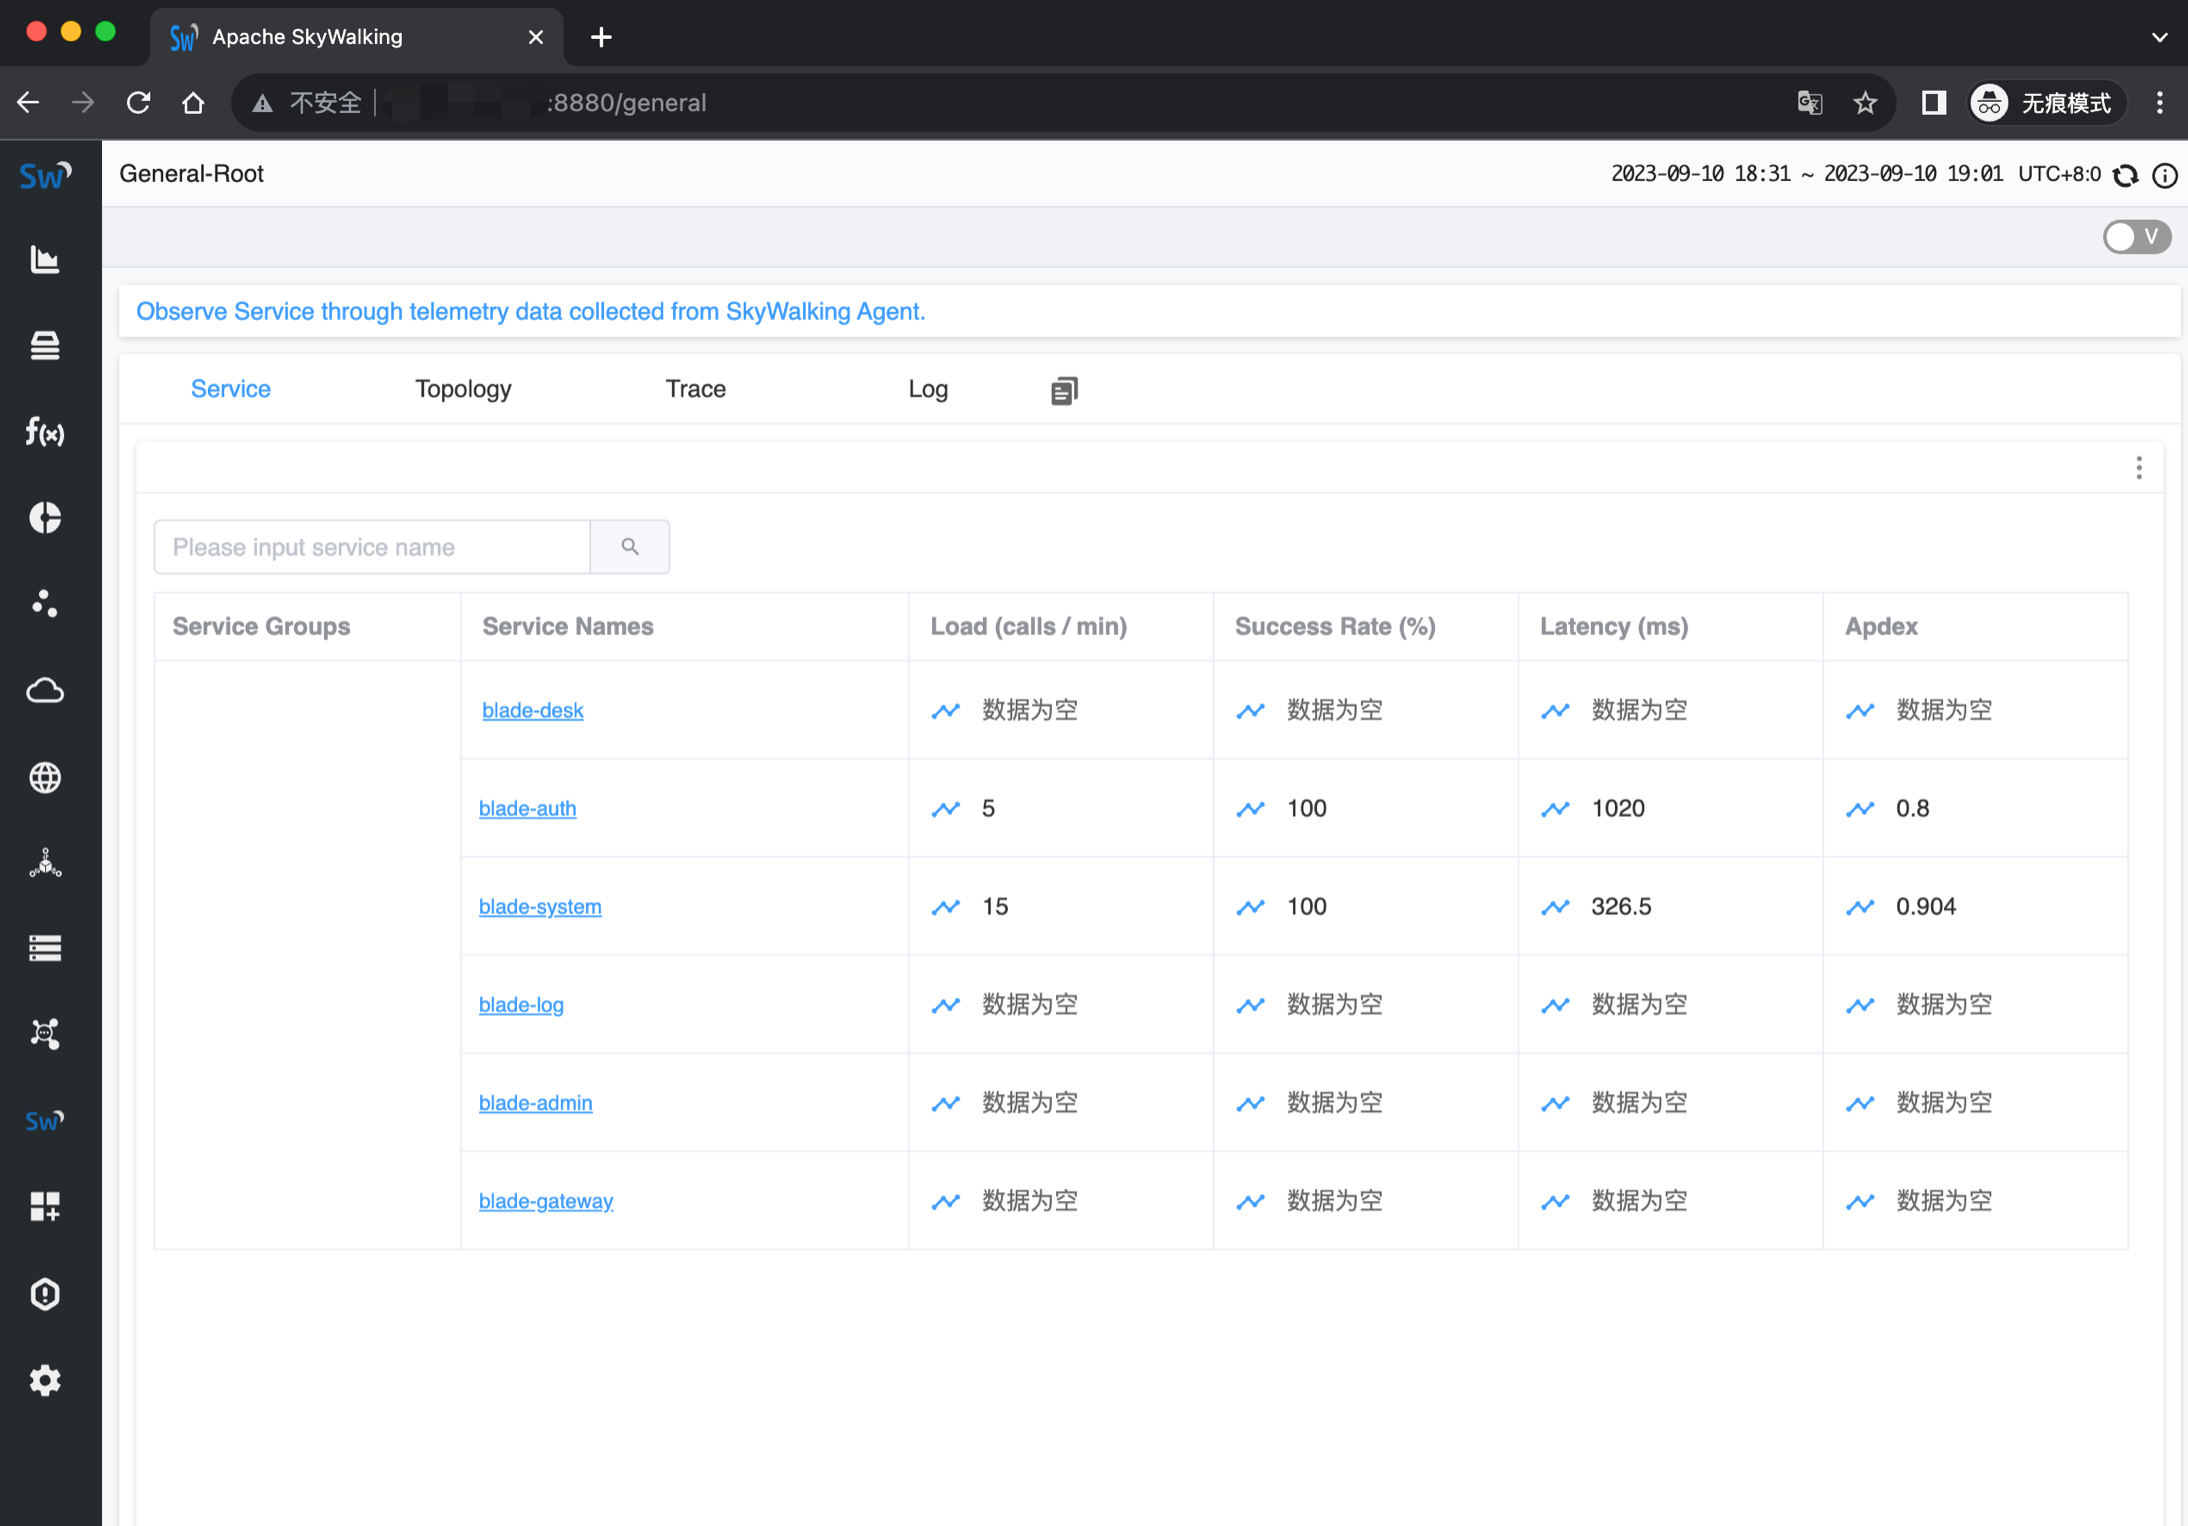 Apache SkyWalking
不安全 :8880/general
无痕模式
Sw
General-Root
2023-09-10 18:31 ~ 2023-09-10 19:01 UTC+8:0
V
Observe Service through telemetry data collected from SkyWalking Agent.
Service Topology Trace Log
Please input service name
Service Groups Service Names Load (calls / min) Success Rate (%) Latency (ms) Apdex
blade-desk 数据为空 数据为空 数据为空 数据为空
blade-auth 5 100 1020 0.8
blade-system 15 100 326.5 0.904
blade-log 数据为空 数据为空 数据为空 数据为空
blade-admin 数据为空 数据为空 数据为空 数据为空
blade-gateway 数据为空 数据为空 数据为空 数据为空
f(x)
Sw